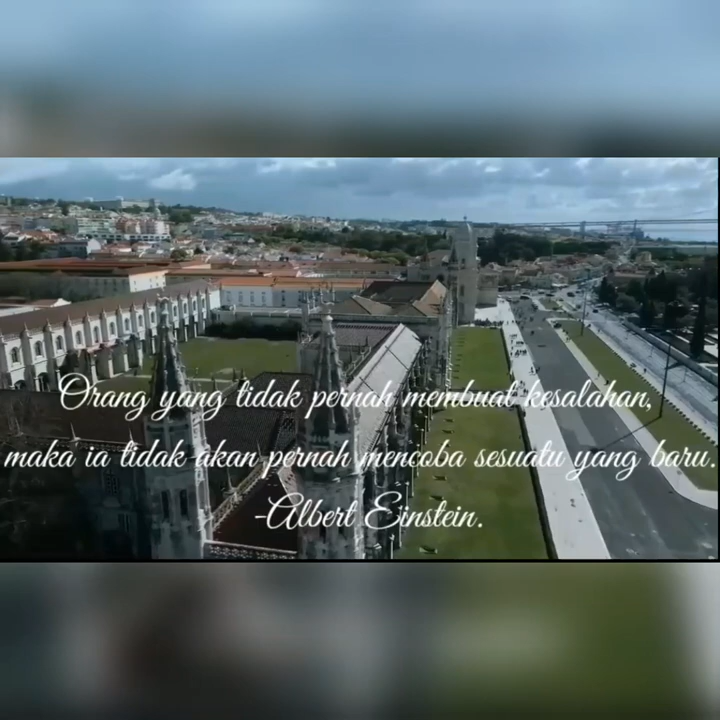 Orang yang tidak pernah membuat kesalahan,
maka ia tidak akan pernah mencoba sesuatu yang baru.
-Albert Einstein.